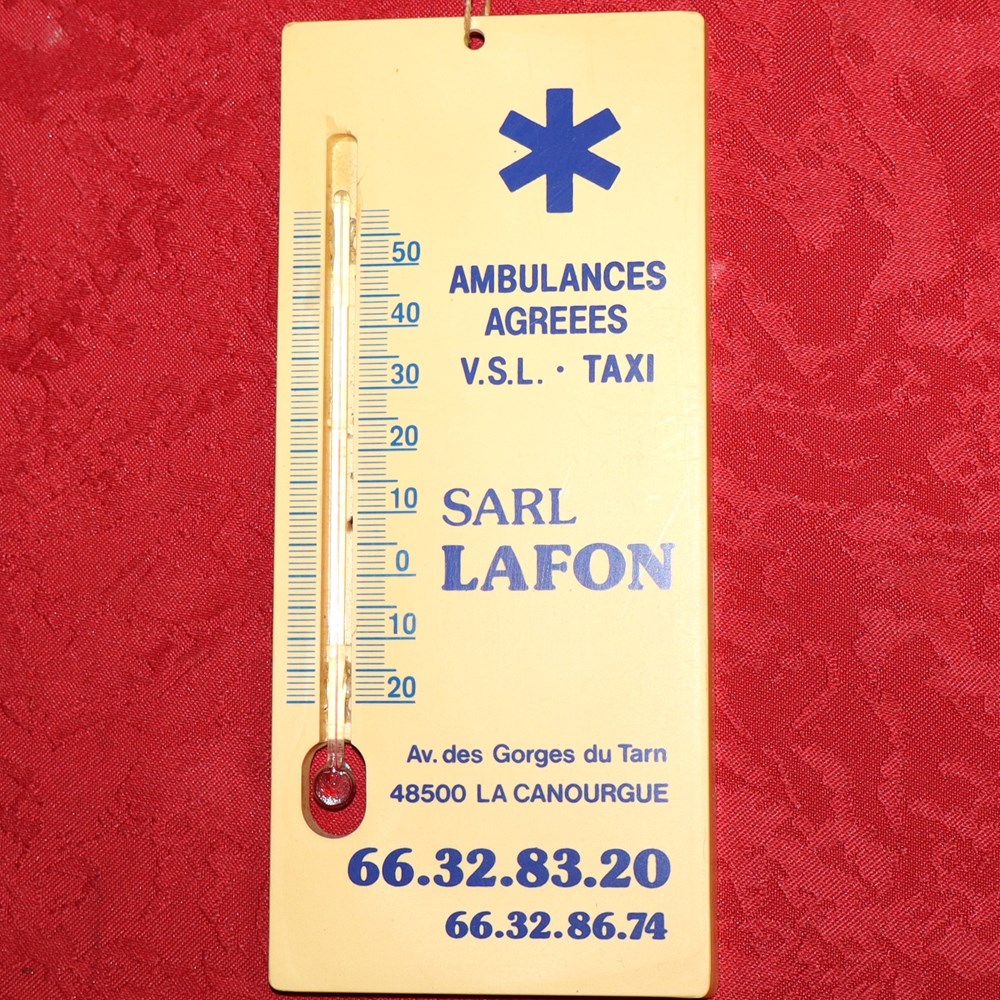 AMBULANCES
AGREEES
V.S.L. · TAXI
50
40
30
20
10
0
10
20
SARL
LAFON
Av. des Gorges du Tarn
48500 LA CANOURGUE
66.32.83.20
66.32.86.74